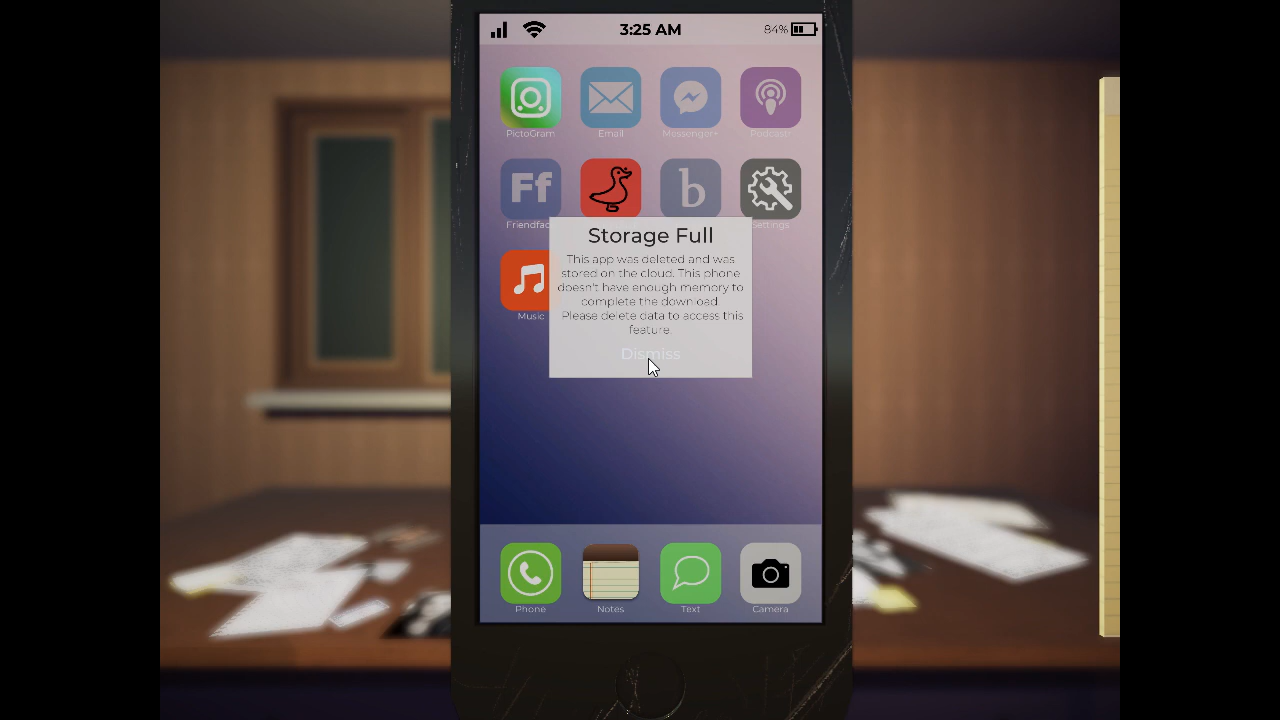 3:25 AM
84%
PictoGram
Email
Messenger+
Podcast
Ff
b
Friendfac
Settings
Storage Full
This app was deleted and was
stored on the cloud. This phone
doesn't have enough memory to
complete the download.
Please delete data to access this
feature.
Dismiss
Music
Phone
Notes
Text
Camera